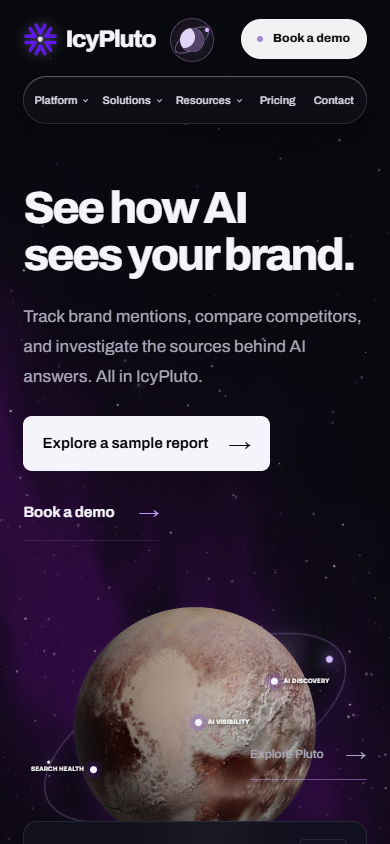 IcyPluto
Book a demo
Platform
Solutions
Resources
Pricing
Contact
See how AI
sees your brand.
Track brand mentions, compare competitors,
and investigate the sources behind AI
answers. All in IcyPluto.
Explore a sample report
Book a demo
AI DISCOVERY
AI VISIBILITY
Explore Pluto
SEARCH HEALTH